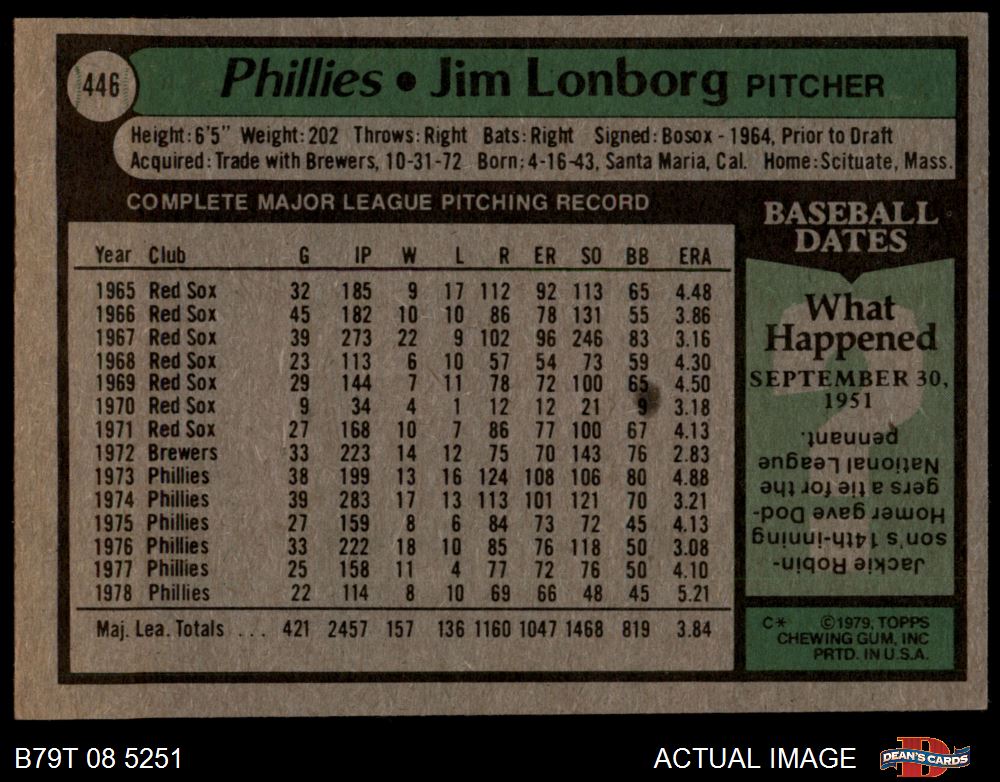 446
Phillies • Jim Lonborg PITCHER
Height: 6'5" Weight: 202 Throws: Right Bats: Right Signed: Bosox - 1964, Prior to Draft
Acquired: Trade with Brewers, 10-31-72 Born: 4-16-43, Santa Maria, Cal. Home: Scituate, Mass.
COMPLETE MAJOR LEAGUE PITCHING RECORD
Year Club G IP W L R ER SO BB ERA
1965 Red Sox 32 185 9 17 112 92 113 65 4.48
1966 Red Sox 45 182 10 10 86 78 131 55 3.86
1967 Red Sox 39 273 22 9 102 96 246 83 3.16
1968 Red Sox 23 113 6 10 57 54 73 59 4.30
1969 Red Sox 29 144 7 11 78 72 100 65 4.50
1970 Red Sox 9 34 4 1 12 12 21 9 3.18
1971 Red Sox 27 168 10 7 86 77 100 67 4.13
1972 Brewers 33 223 14 12 75 70 143 76 2.83
1973 Phillies 38 199 13 16 124 108 106 80 4.88
1974 Phillies 39 283 17 13 113 101 121 70 3.21
1975 Phillies 27 159 8 6 84 73 72 45 4.13
1976 Phillies 33 222 18 10 85 76 118 50 3.08
1977 Phillies 25 158 11 4 77 72 76 50 4.10
1978 Phillies 22 114 8 10 69 66 48 45 5.21
Maj. Lea. Totals ... 421 2457 157 136 1160 1047 1468 819 3.84
BASEBALL
DATES
What
Happened
SEPTEMBER 30,
1951
Jackie Robin-
son's 14th-inning
Homer gave Dod-
gers a tie for the
National League
pennant.
C* ©1979, TOPPS
CHEWING GUM, INC
PRTD. IN U.S.A.
B79T 08 5251
ACTUAL IMAGE
DEAN'S CARDS